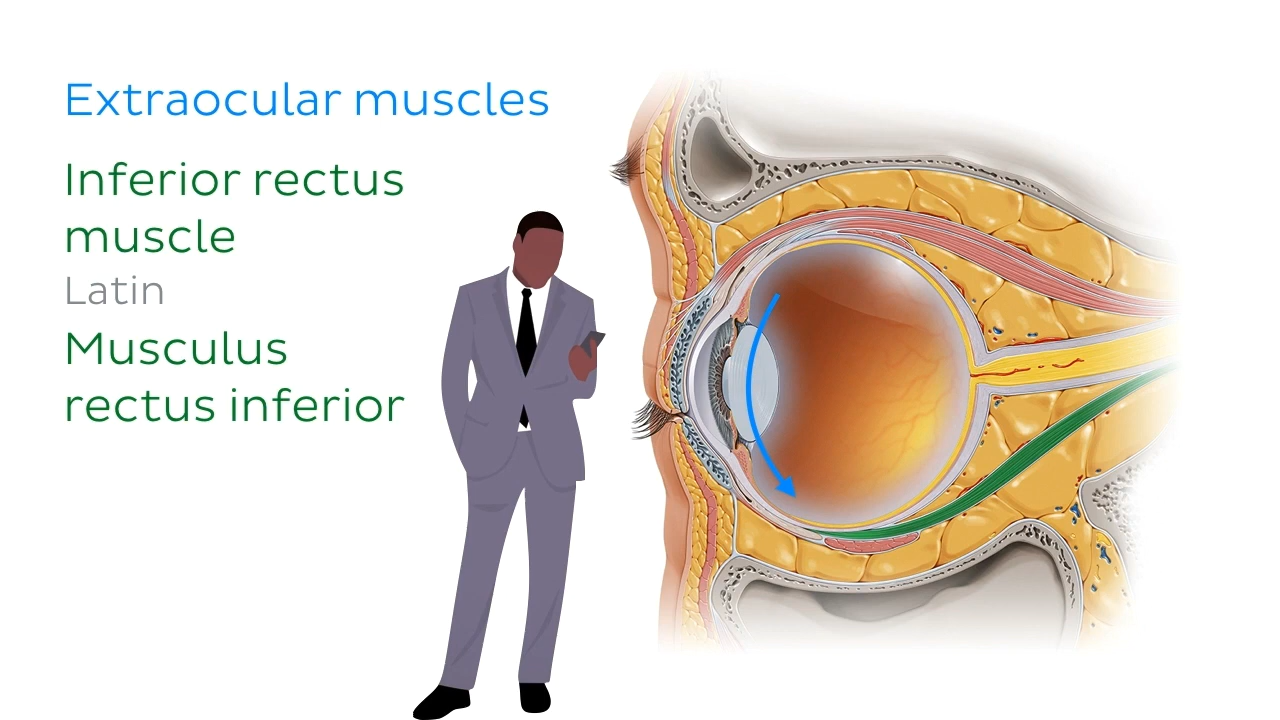 Extraocular muscles
Inferior rectus
muscle
Latin
Musculus
rectus inferior